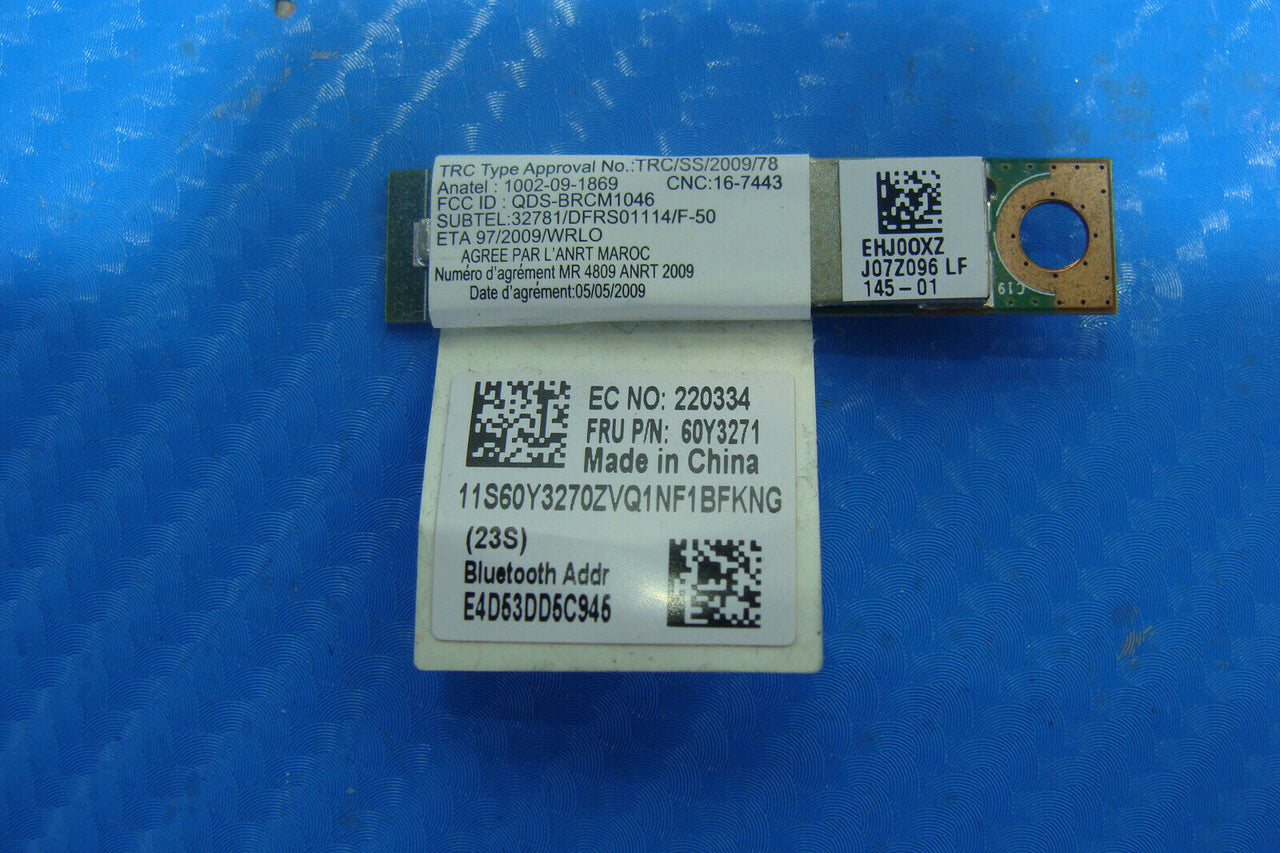 TRC Type Approval No.:TRC/SS/2009/78
Anatel : 1002-09-1869 CNC:16-7443
FCC ID : QDS-BRCM1046
SUBTEL:32781/DFRS01114/F-50
ETA 97/2009/WRLO
AGREE PAR L'ANRT MAROC
Numéro d'agrément MR 4809 ANRT 2009
Date d'agrément:05/05/2009
EHJ00XZ
J07Z096 LF
145-01
C19
EC NO: 220334
FRU P/N: 60Y3271
Made in China
11S60Y3270ZVQ1NF1BFKNG
(23S)
Bluetooth Addr
E4D53DD5C946